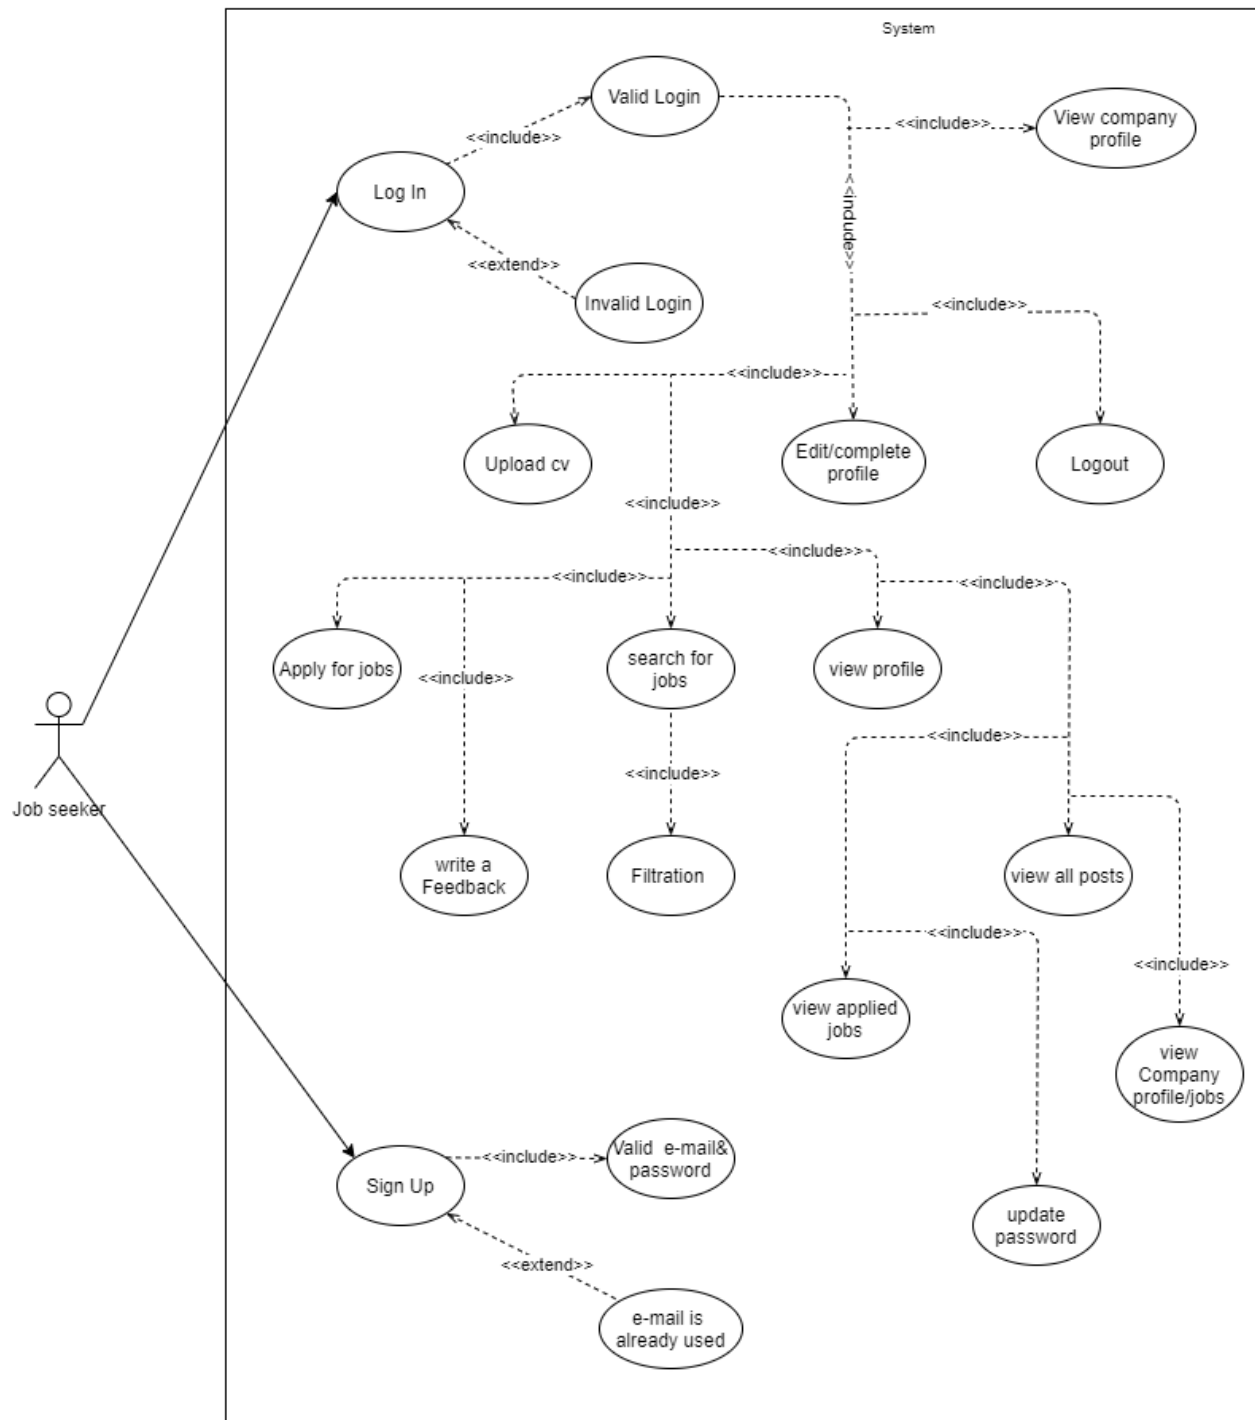 System
Valid Login
<<include>>
View company
profile
<<include>>
Log In
<<include>>
<<extend>>
Invalid Login
<<include>>
<<include>>
Upload cv
Edit/complete
profile
Logout
<<include>>
<<include>>
<<include>>
<<include>>
Apply for jobs
<<include>>
search for
jobs
view profile
<<include>>
<<include>>
Job seeker
write a
Feedback
Filtration
view all posts
<<include>>
<<include>>
view applied
jobs
view
Company
profile/jobs
Valid e-mail&
password
<<include>>
Sign Up
update
password
<<extend>>
e-mail is
already used